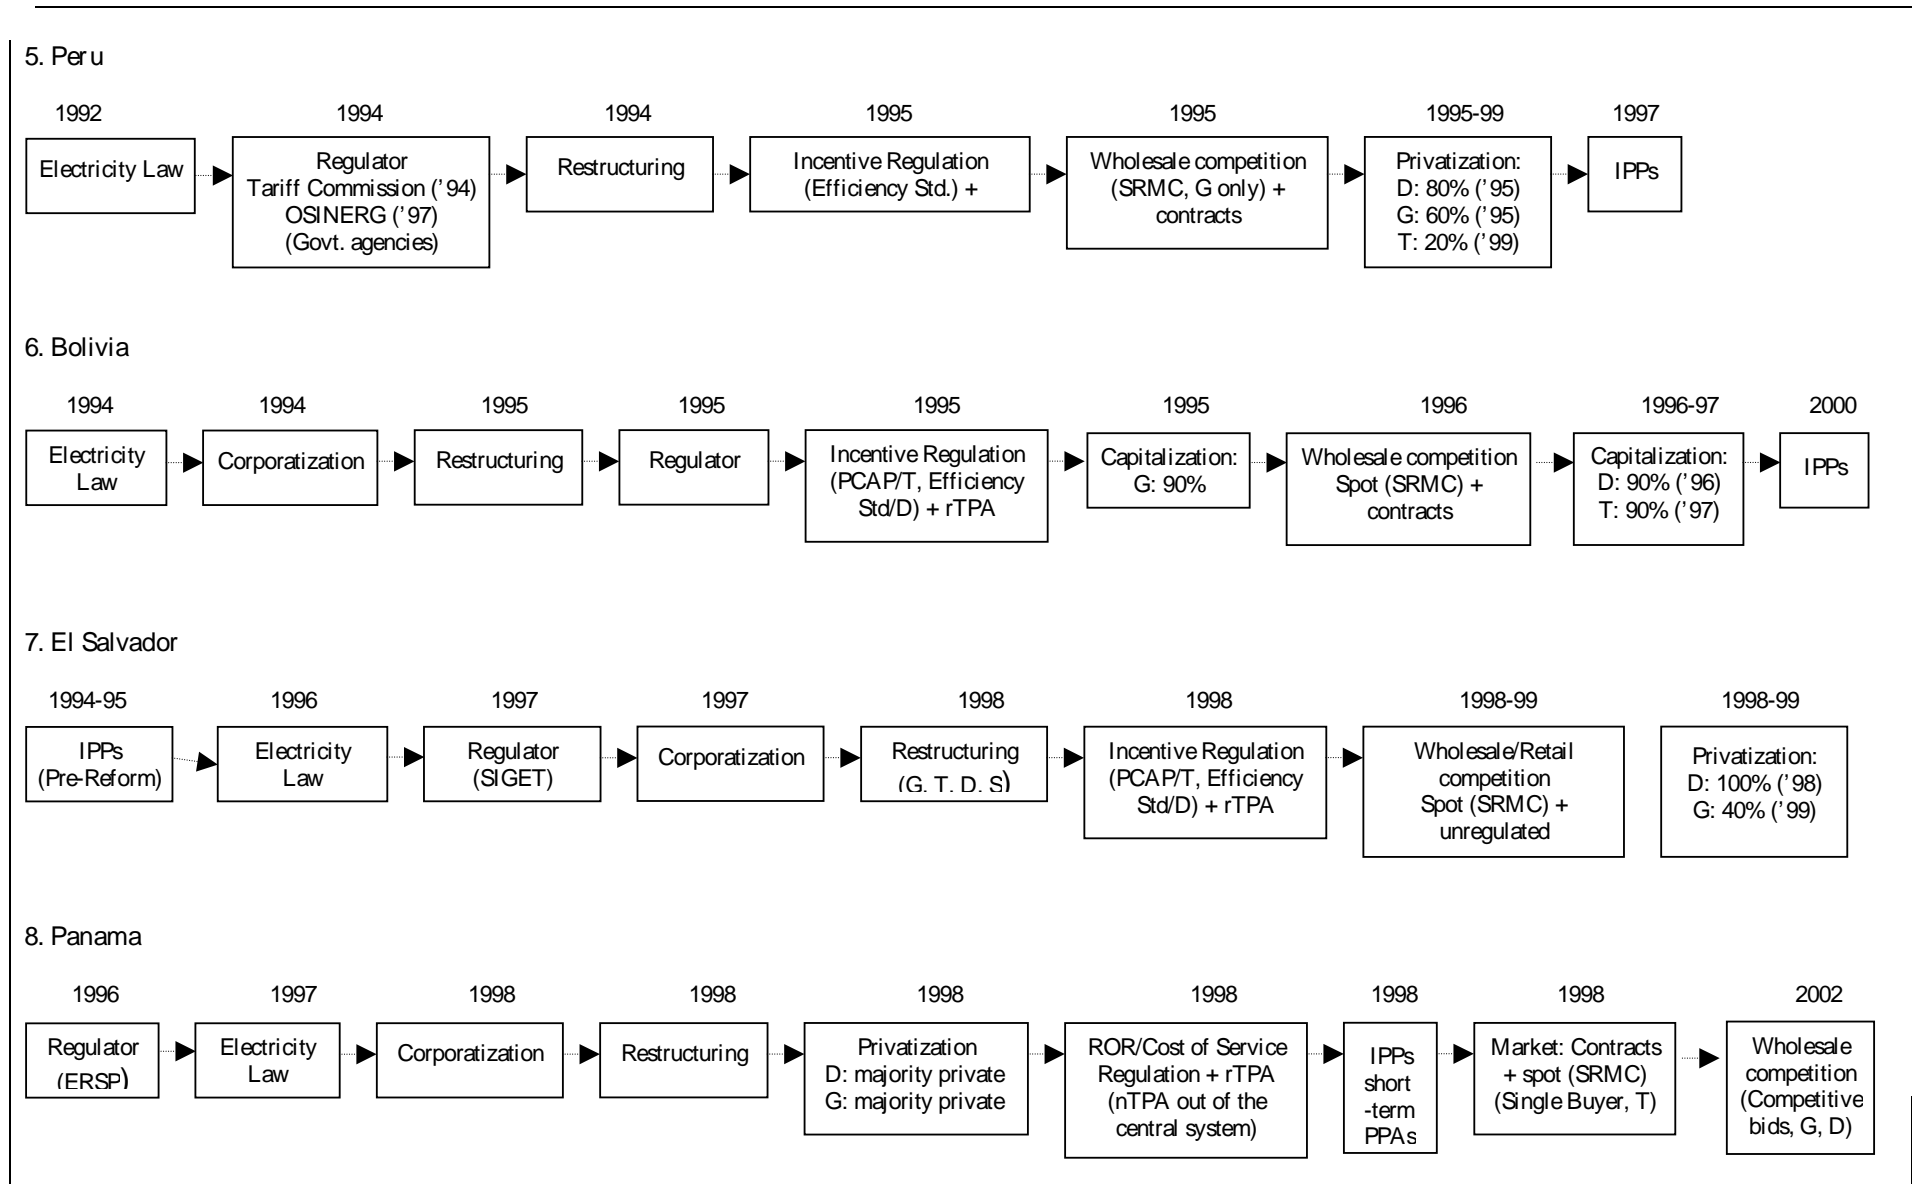 5. Peru
1992
1994
1994
1995
1995
1995-99
1997
Electricity Law
Regulator
Tariff Commission ('94)
OSINERG ('97)
(Govt. agencies)
Restructuring
Incentive Regulation
(Efficiency Std.) +
Wholesale competition
(SRMC, G only) +
contracts
Privatization:
D: 80% ('95)
G: 60% ('95)
T: 20% ('99)
IPPs
6. Bolivia
1994
1994
1995
1995
1995
1995
1996
1996-97
2000
Electricity
Law
Corporatization
Restructuring
Regulator
Incentive Regulation
(PCAP/T, Efficiency
Std/D) + rTPA
Capitalization:
G: 90%
Wholesale competition
Spot (SRMC) +
contracts
Capitalization:
D: 90% ('96)
T: 90% ('97)
IPPs
7. El Salvador
1994-95
1996
1997
1997
1998
1998
1998-99
1998-99
IPPs
(Pre-Reform)
Electricity
Law
Regulator
(SIGET)
Corporatization
Restructuring
(G, T, D, S)
Incentive Regulation
(PCAP/T, Efficiency
Std/D) + rTPA
Wholesale/Retail
competition
Spot (SRMC) +
unregulated
Privatization:
D: 100% ('98)
G: 40% ('99)
8. Panama
1996
1997
1998
1998
1998
1998
1998
1998
2002
Regulator
(ERSP)
Electricity
Law
Corporatization
Restructuring
Privatization
D: majority private
G: majority private
ROR/Cost of Service
Regulation + rTPA
(nTPA out of the
central system)
IPPs
short
-term
PPAs
Market: Contracts
+ spot (SRMC)
(Single Buyer, T)
Wholesale
competition
(Competitive
bids, G, D)